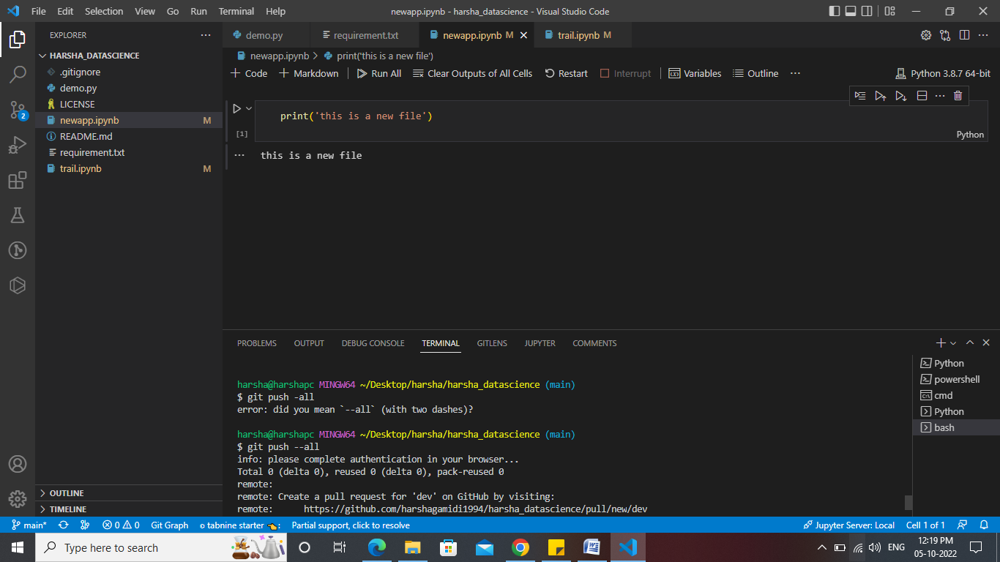 File Edit Selection View Go Run Terminal Help
newapp.ipynb - harsha_datascience - Visual Studio Code
EXPLORER
HARSHA_DATASCIENCE
.gitignore
demo.py
LICENSE
newapp.ipynb M
README.md
requirement.txt
trail.ipynb M
OUTLINE
TIMELINE
2
demo.py requirement.txt newapp.ipynb M trail.ipynb M
newapp.ipynb > print('this is a new file')
+ Code + Markdown Run All Clear Outputs of All Cells Restart Interrupt Variables Outline ... Python 3.8.7 64-bit
print('this is a new file')
[1]
Python
this is a new file
PROBLEMS OUTPUT DEBUG CONSOLE TERMINAL GITLENS JUPYTER COMMENTS
harsha@harshapc MINGW64 ~/Desktop/harsha/harsha_datascience (main)
$ git push -all
error: did you mean `--all` (with two dashes)?
harsha@harshapc MINGW64 ~/Desktop/harsha/harsha_datascience (main)
$ git push --all
info: please complete authentication in your browser...
Total 0 (delta 0), reused 0 (delta 0), pack-reused 0
remote:
remote: Create a pull request for 'dev' on GitHub by visiting:
remote:      https://github.com/harshagamidi1994/harsha_datascience/pull/new/dev
Python
powershell
cmd
Python
bash
main* 0 0 Git Graph tabnine starter Partial support, click to resolve Jupyter Server: Local Cell 1 of 1
Type here to search
ENG
12:19 PM
05-10-2022